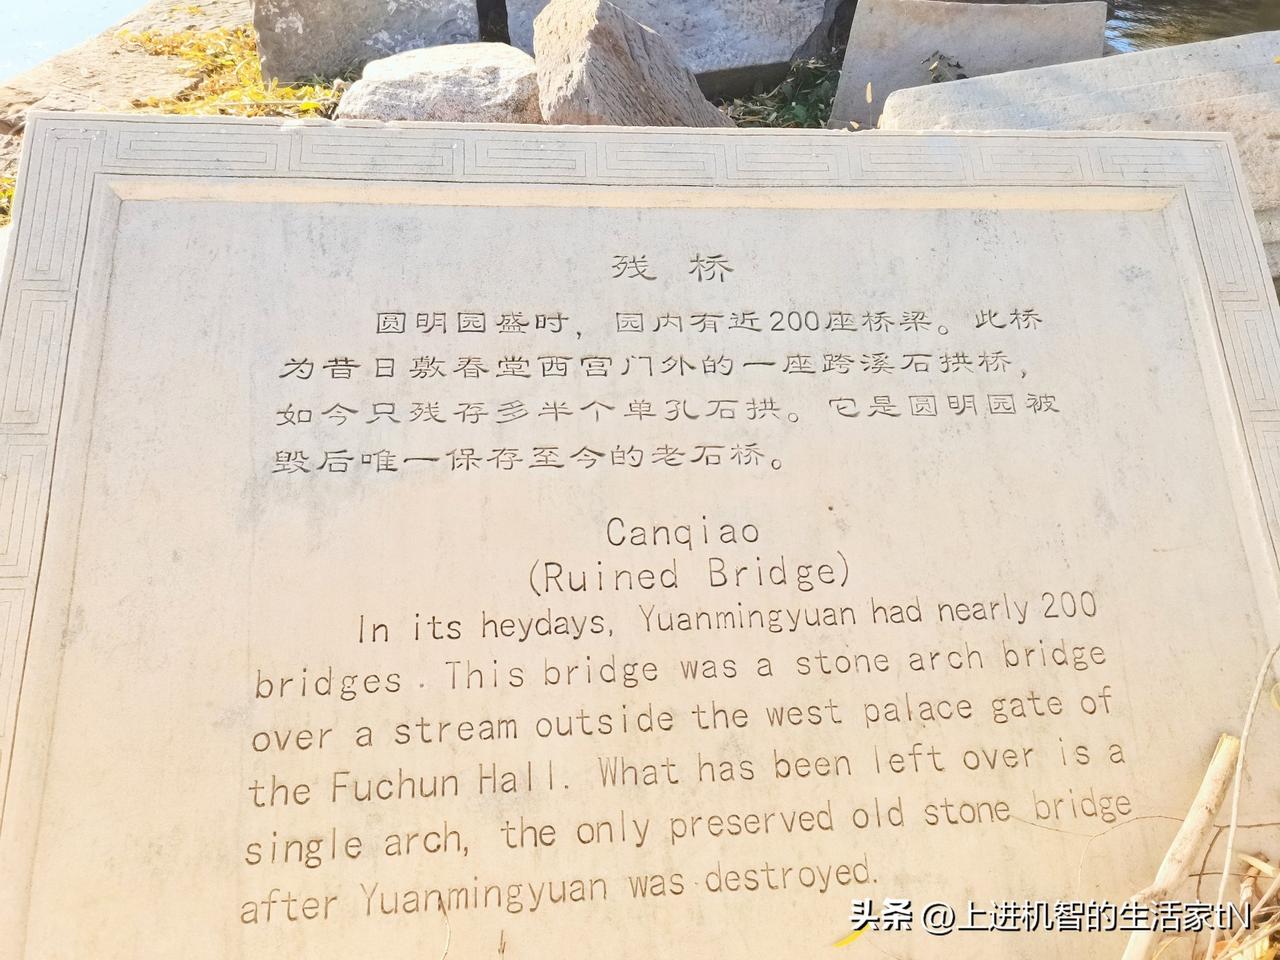 残 桥
圆明园盛时，园内有近200座桥梁。此桥
为昔日敷春堂西宫门外的一座跨溪石拱桥，
如今只残存多半个单孔石拱。它是圆明园被
毁后唯一保存至今的老石桥。
Canqiao
(Ruined Bridge)
In its heydays, Yuanmingyuan had nearly 200
bridges. This bridge was a stone arch bridge
over a stream outside the west palace gate of
the Fuchun Hall. What has been left over is a
single arch, the only preserved old stone bridge
after Yuanmingyuan was destroyed.
头条 @上进机智的生活家tN